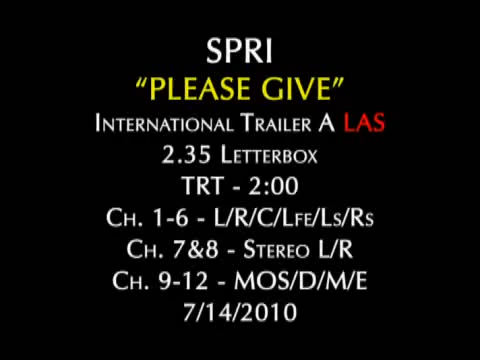 SPRI
“PLEASE GIVE”
International Trailer A LAS
2.35 Letterbox
TRT - 2:00
Ch. 1-6 - L/R/C/Lfe/Ls/Rs
Ch. 7&8 - Stereo L/R
Ch. 9-12 - MOS/D/M/E
7/14/2010